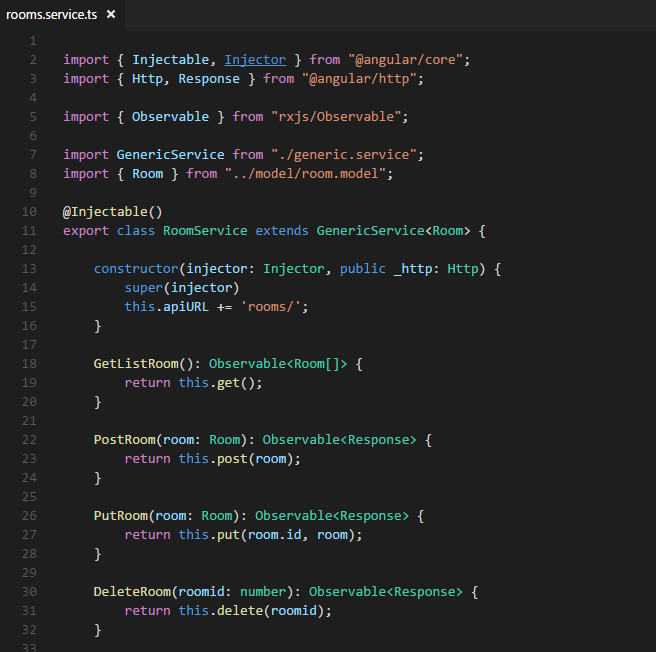 rooms.service.ts ×
1
2 import { Injectable, Injector } from "@angular/core";
3 import { Http, Response } from "@angular/http";
4
5 import { Observable } from "rxjs/Observable";
6
7 import GenericService from "./generic.service";
8 import { Room } from "../model/room.model";
9
10 @Injectable()
11 export class RoomService extends GenericService<Room> {
12
13     constructor(injector: Injector, public _http: Http) {
14         super(injector)
15         this.apiURL += 'rooms/';
16     }
17
18     GetListRoom(): Observable<Room[]> {
19         return this.get();
20     }
21
22     PostRoom(room: Room): Observable<Response> {
23         return this.post(room);
24     }
25
26     PutRoom(room: Room): Observable<Response> {
27         return this.put(room.id, room);
28     }
29
30     DeleteRoom(roomid: number): Observable<Response> {
31         return this.delete(roomid);
32     }
33